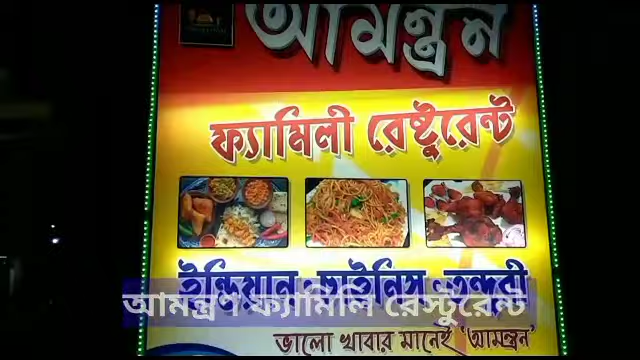 আমন্ত্রন
ফ্যামিলী রেষ্টুরেন্ট
ইন্ডিয়ান চাইনিস তন্দুরী
আমন্ত্রণ ফ্যামিলি রেস্টুরেন্ট
ভালো খাবার মানেই 'আমন্ত্রন'